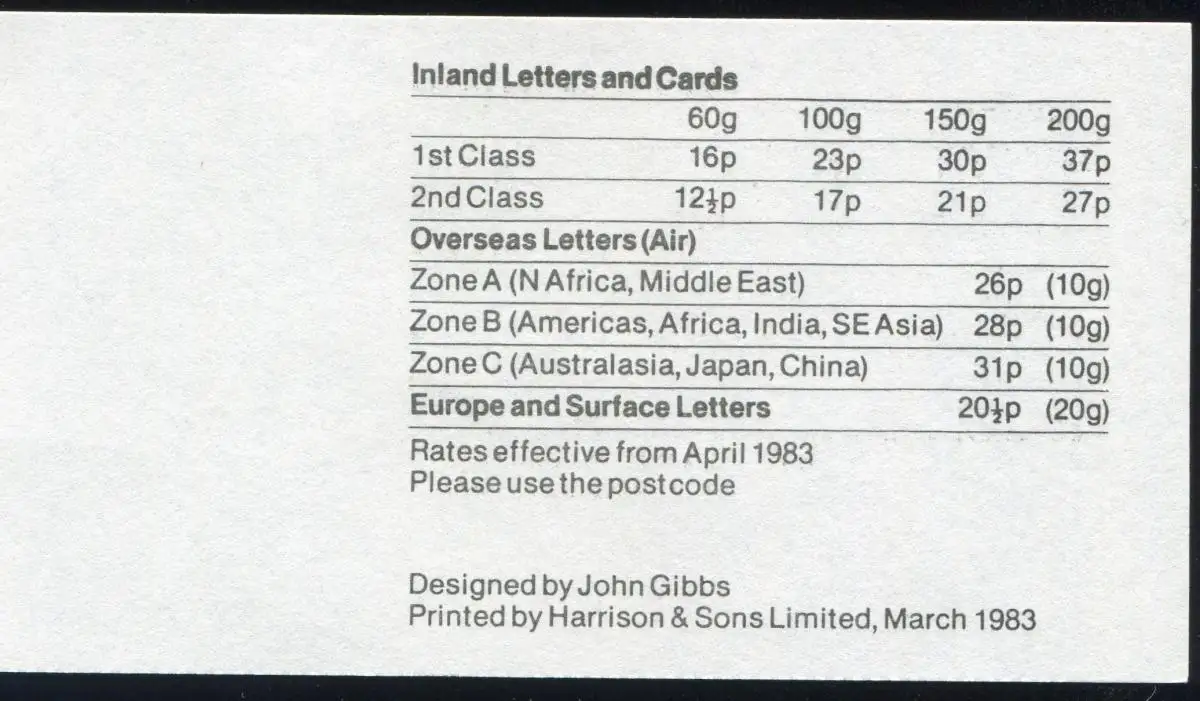 Inland Letters and Cards
60g 100g 150g 200g
1st Class 16p 23p 30p 37p
2nd Class 12½p 17p 21p 27p
Overseas Letters (Air)
Zone A (N Africa, Middle East) 26p (10g)
Zone B (Americas, Africa, India, SE Asia) 28p (10g)
Zone C (Australasia, Japan, China) 31p (10g)
Europe and Surface Letters 20½p (20g)
Rates effective from April 1983
Please use the postcode
Designed by John Gibbs
Printed by Harrison & Sons Limited, March 1983